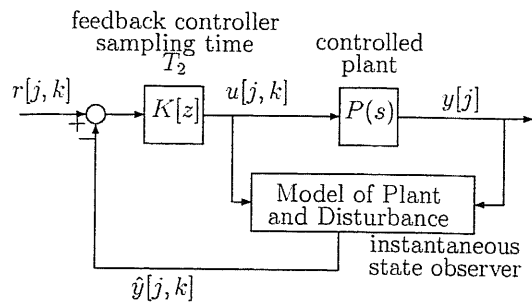 feedback controller
sampling time
T₂
controlled
plant
r[j, k]
+
−
K[z]
u[j, k]
P(s)
y[j]
Model of Plant
and Disturbance
instantaneous
state observer
ŷ[j, k]